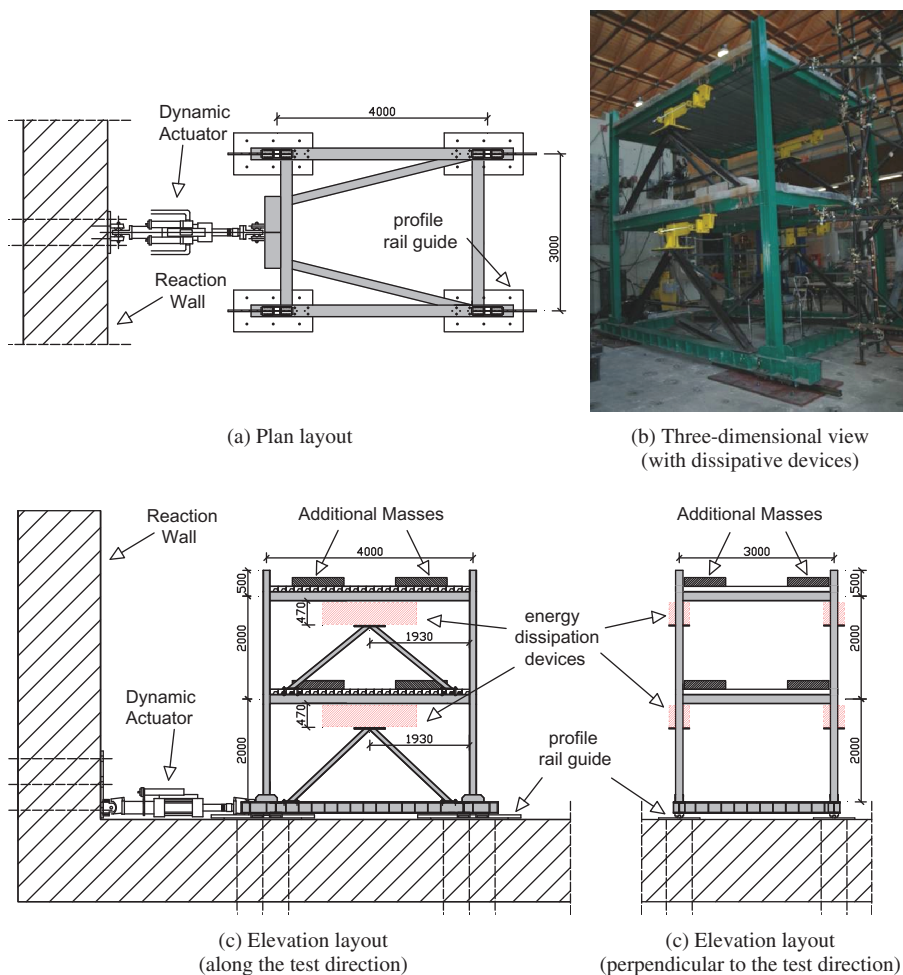 Dynamic
Actuator
4000
profile
rail guide
3000
Reaction
Wall
(a) Plan layout
(b) Three-dimensional view
(with dissipative devices)
Reaction
Wall
Additional Masses
4000
500
470
2000
1930
energy
dissipation
devices
Dynamic
Actuator
470
2000
1930
profile
rail guide
Additional Masses
3000
500
2000
2000
(c) Elevation layout
(along the test direction)
(c) Elevation layout
(perpendicular to the test direction)